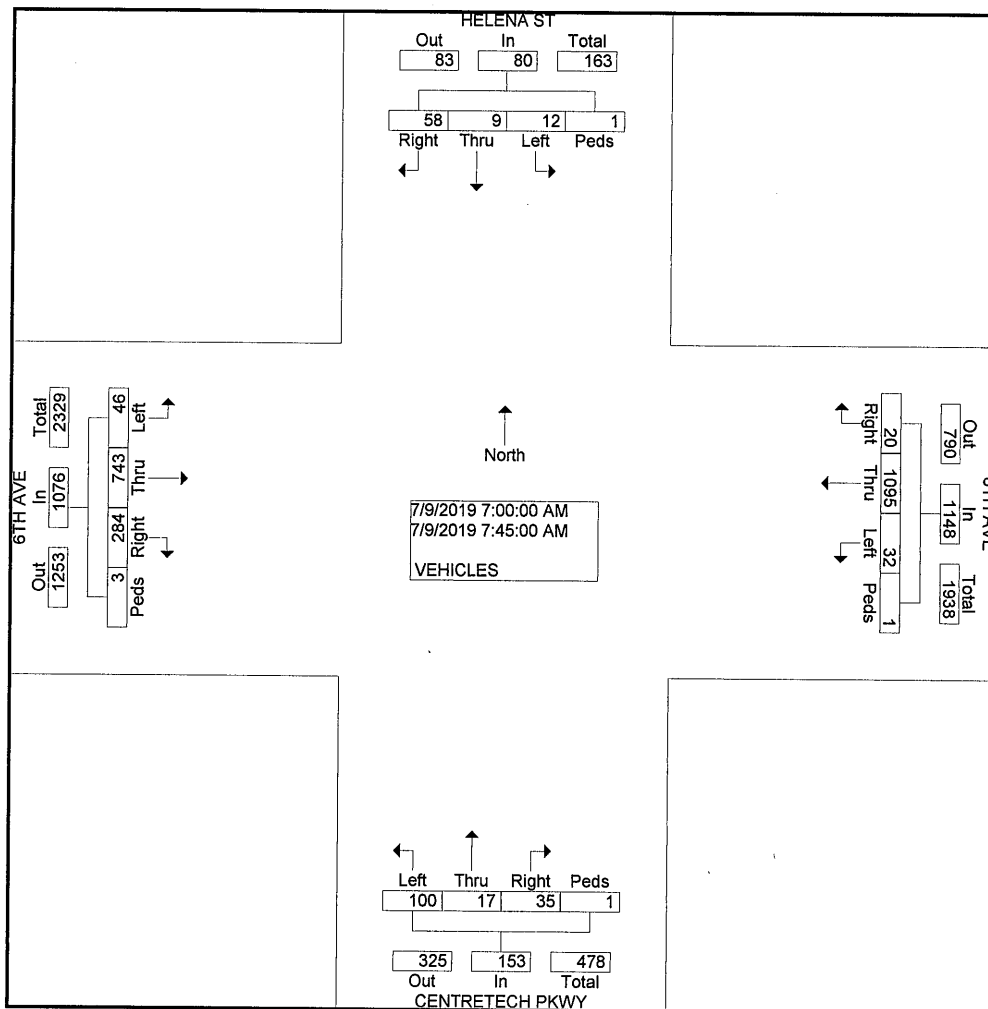 HELENA ST
Out In Total
83 80 163
58 9 12 1
Right Thru Left Peds
6TH AVE
Total In Out
2329 1076 1253
46 743 284 3
Left Thru Right Peds
North
7/9/2019 7:00:00 AM
7/9/2019 7:45:00 AM
VEHICLES
Right Thru Left Peds
20 1095 32 1
Out In Total
790 1148 1938
AVE
Left Thru Right Peds
100 17 35 1
325 153 478
Out In Total
CENTRETECH PKWY